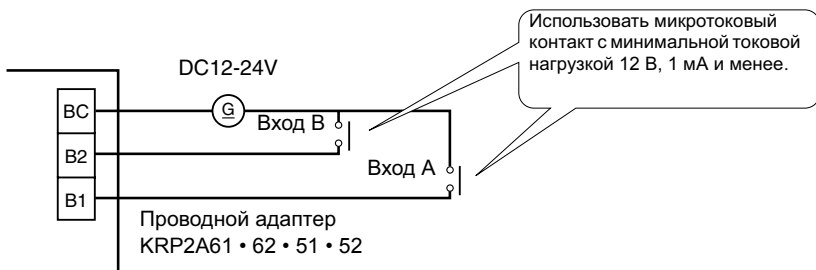 Использовать микротоковый
контакт с минимальной токовой
нагрузкой 12 В, 1 мА и менее.
DC12-24V
BC
G
Вход B
B2
Вход A
B1
Проводной адаптер
KRP2A61 • 62 • 51 • 52